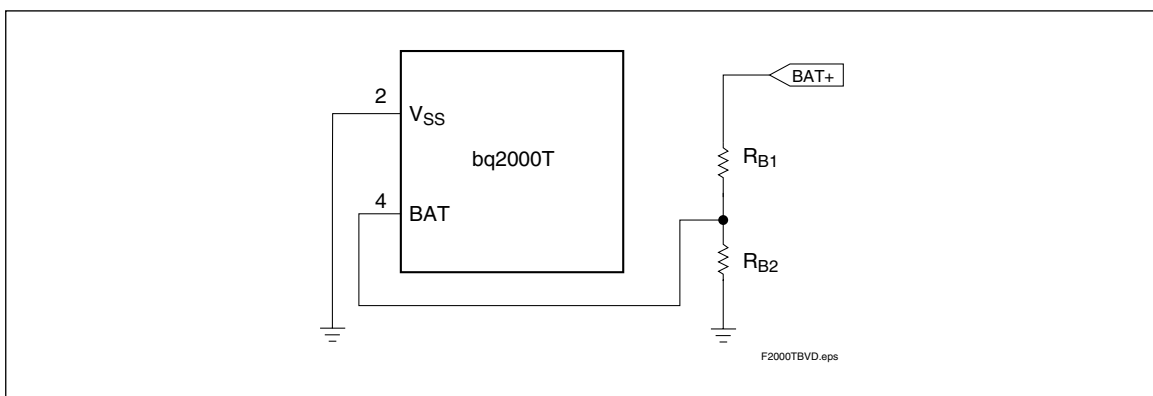 BAT+
2
VSS
RB1
bq2000T
4
BAT
RB2
F2000TBVD.eps